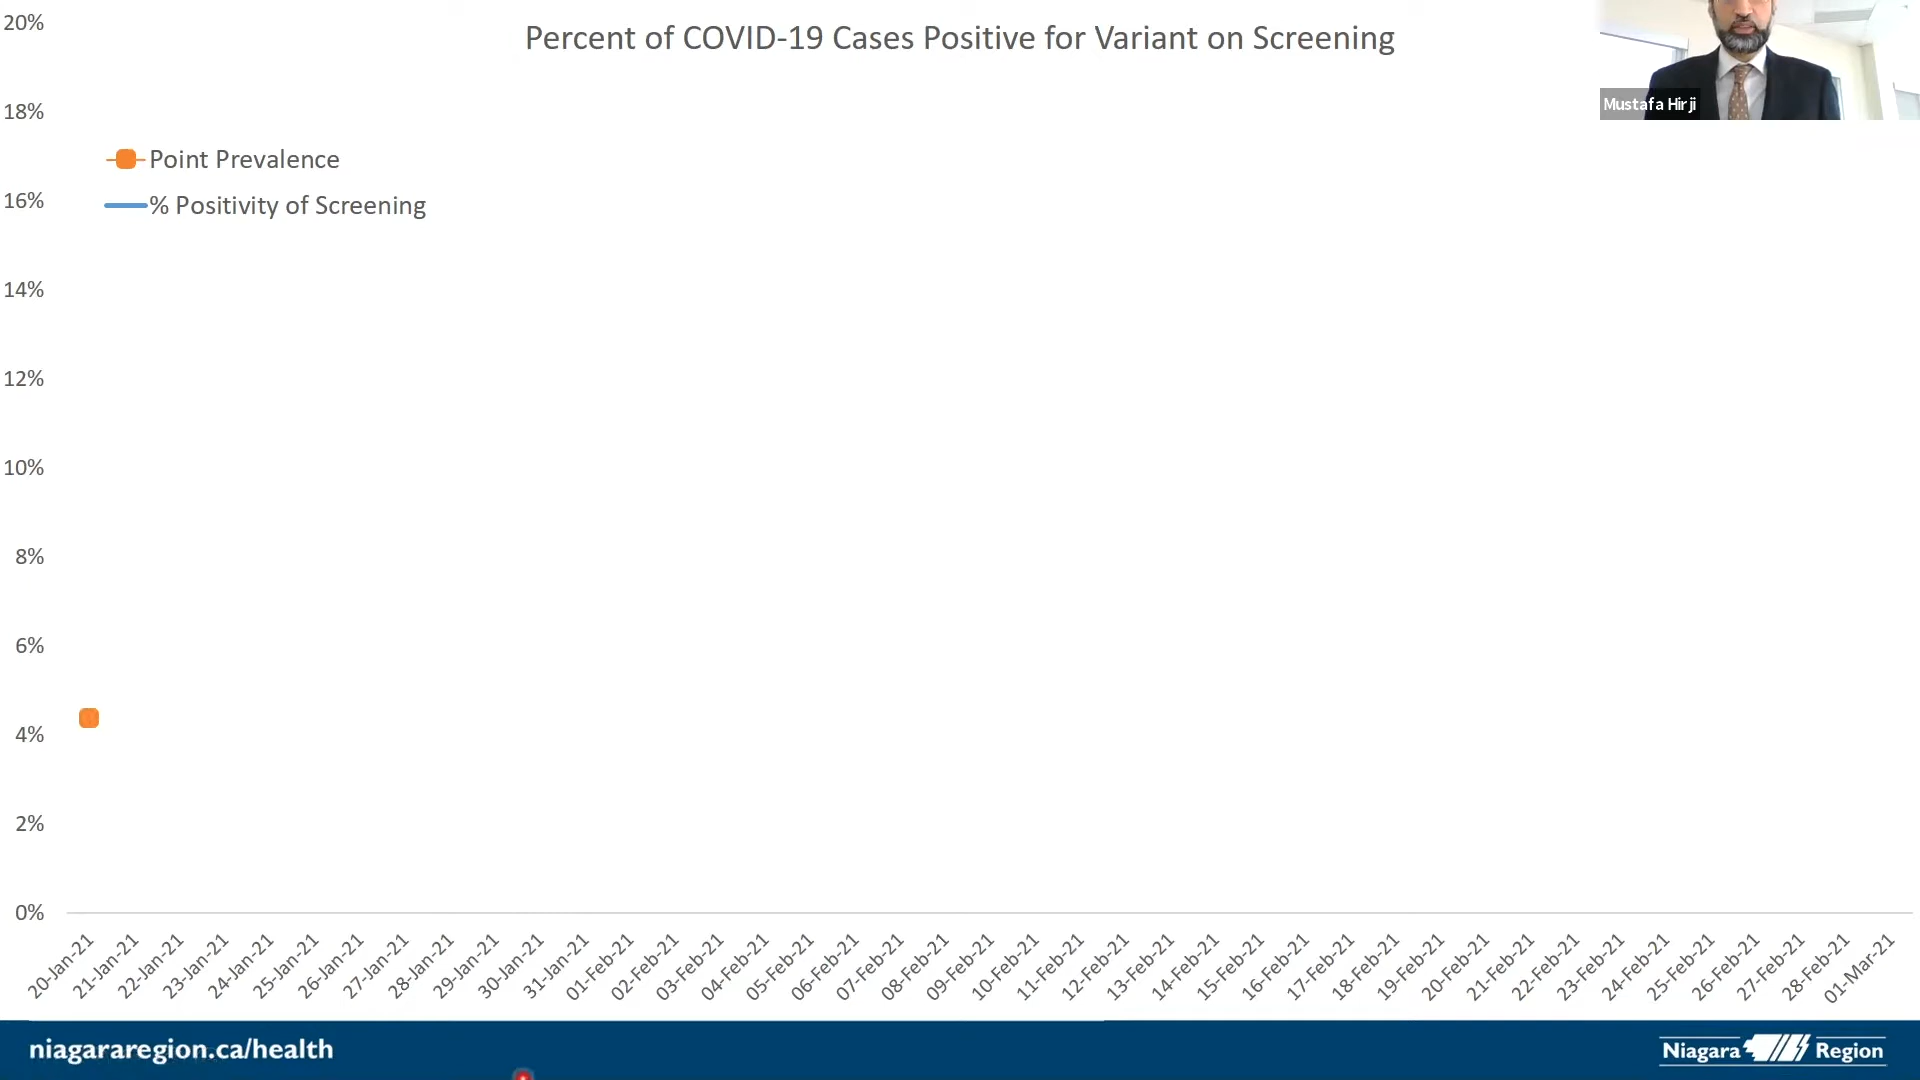 Percent of COVID-19 Cases Positive for Variant on Screening
Mustafa Hirji
Point Prevalence
% Positivity of Screening
20%
18%
16%
14%
12%
10%
8%
6%
4%
2%
0%
20-Jan-21
21-Jan-21
22-Jan-21
23-Jan-21
24-Jan-21
25-Jan-21
26-Jan-21
27-Jan-21
28-Jan-21
29-Jan-21
30-Jan-21
31-Jan-21
01-Feb-21
02-Feb-21
03-Feb-21
04-Feb-21
05-Feb-21
06-Feb-21
07-Feb-21
08-Feb-21
09-Feb-21
10-Feb-21
11-Feb-21
12-Feb-21
13-Feb-21
14-Feb-21
15-Feb-21
16-Feb-21
17-Feb-21
18-Feb-21
19-Feb-21
20-Feb-21
21-Feb-21
22-Feb-21
23-Feb-21
24-Feb-21
25-Feb-21
26-Feb-21
27-Feb-21
28-Feb-21
01-Mar-21
niagararegion.ca/health
Niagara Region